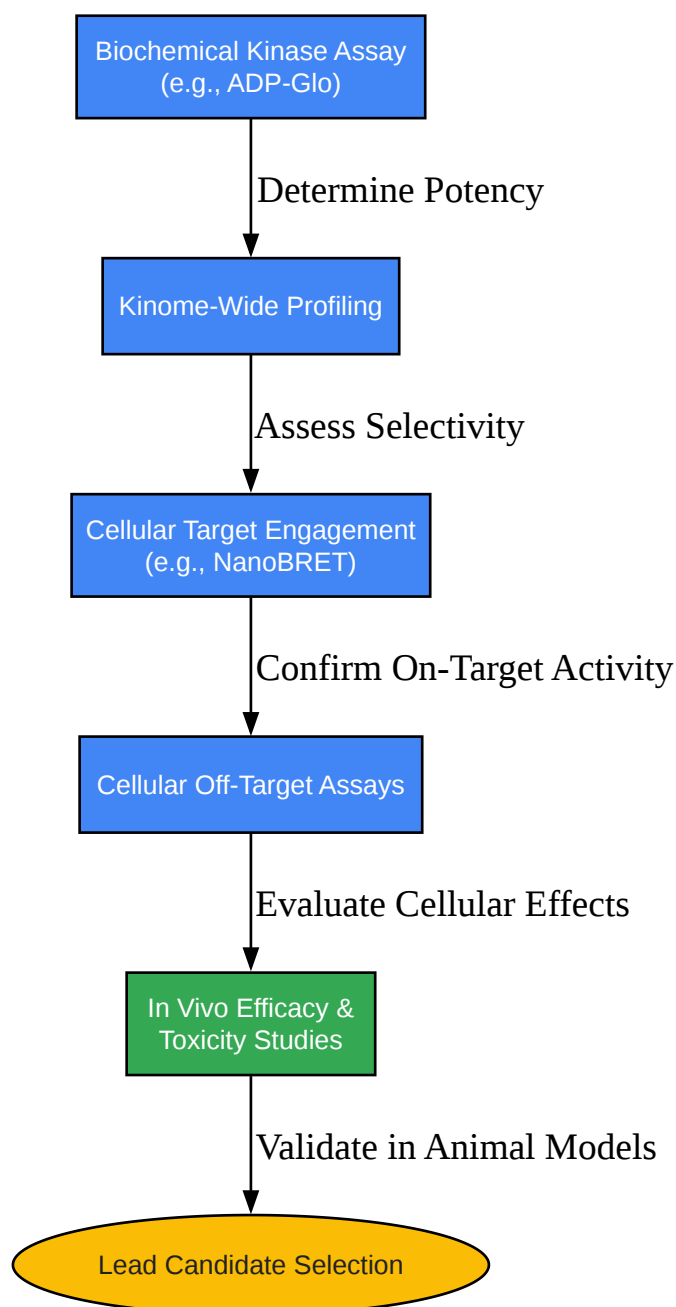 Biochemical Kinase Assay
(e.g., ADP-Glo)
Determine Potency
Kinome-Wide Profiling
Assess Selectivity
Cellular Target Engagement
(e.g., NanoBRET)
Confirm On-Target Activity
Cellular Off-Target Assays
Evaluate Cellular Effects
In Vivo Efficacy &
Toxicity Studies
Validate in Animal Models
Lead Candidate Selection